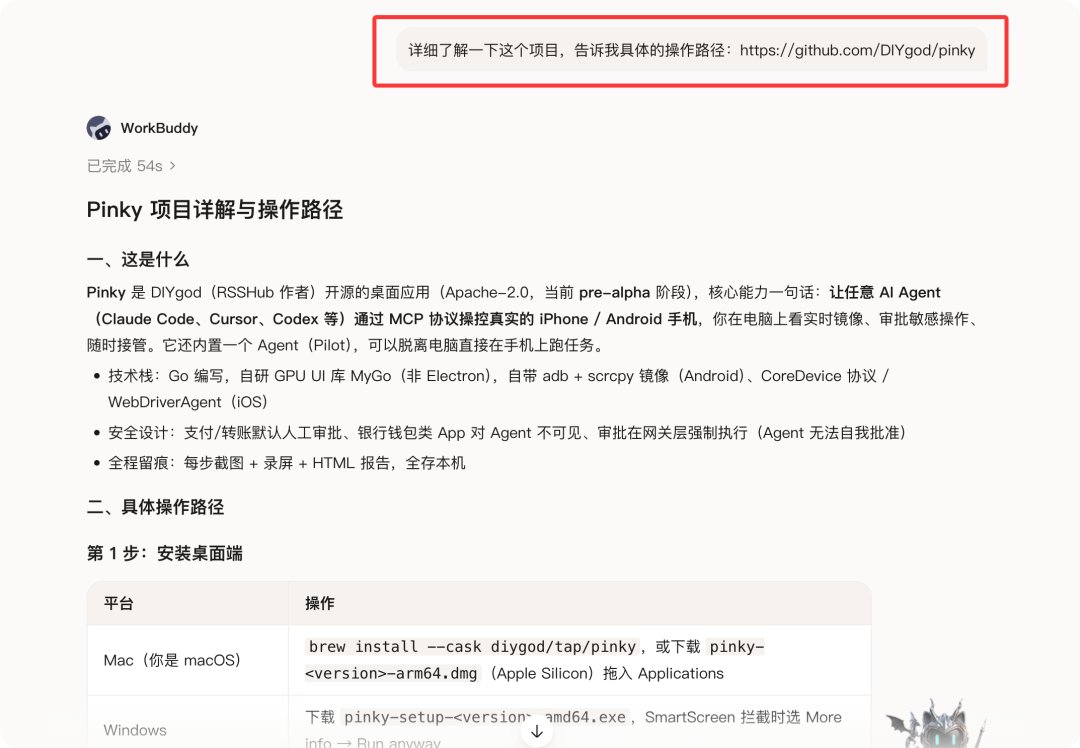 详细了解一下这个项目，告诉我具体的操作路径：https://github.com/DIYgod/pinky
WorkBuddy
已完成 54s >
Pinky 项目详解与操作路径
一、这是什么
Pinky 是 DIYgod（RSSHub 作者）开源的桌面应用（Apache-2.0，当前 pre-alpha 阶段），核心能力一句话：让任意 AI Agent
（Claude Code、Cursor、Codex 等）通过 MCP 协议操控真实的 iPhone / Android 手机，你在电脑上看实时镜像、审批敏感操作、
随时接管。它还内置一个 Agent（Pilot），可以脱离电脑直接在手机上跑任务。
• 技术栈：Go 编写，自研 GPU UI 库 MyGo（非 Electron），自带 adb + scrcpy 镜像（Android）、CoreDevice 协议 /
WebDriverAgent（iOS）
• 安全设计：支付/转账默认人工审批、银行钱包类 App 对 Agent 不可见、审批在网关层强制执行（Agent 无法自我批准）
• 全程留痕：每步截图 + 录屏 + HTML 报告，全存本机
二、具体操作路径
第 1 步：安装桌面端
平台 操作
Mac（你是 macOS） brew install --cask diygod/tap/pinky，或下载 pinky-
<version>-arm64.dmg（Apple Silicon）拖入 Applications
Windows 下载 pinky-setup-<version>-amd64.exe，SmartScreen 拦截时选 More
info → Run anyway